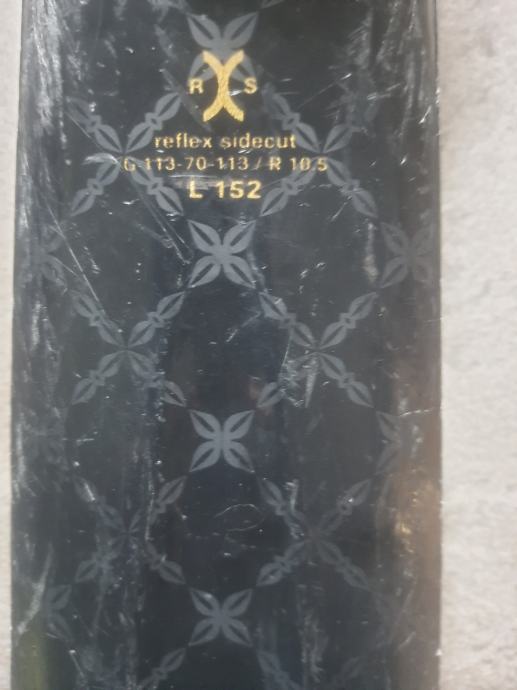 R S
reflex sidecut
G 113-70-113 / R 10.5
L 152